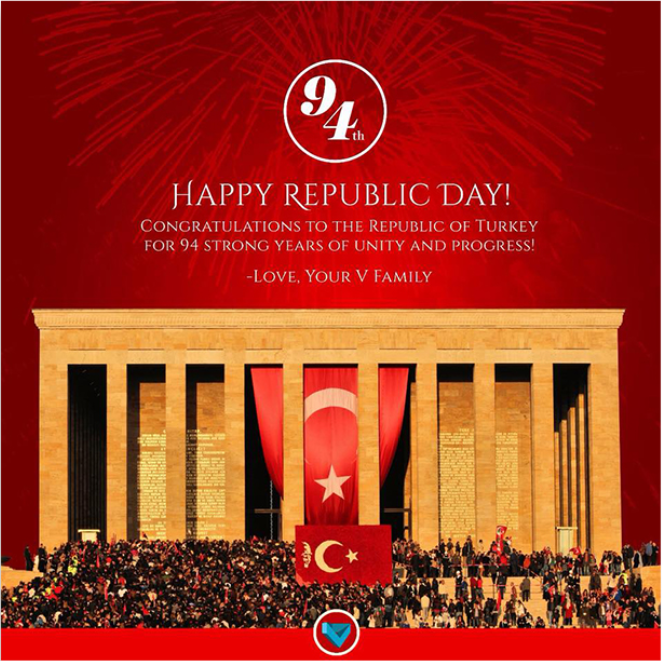 94th
HAPPY REPUBLIC DAY!
CONGRATULATIONS TO THE REPUBLIC OF TURKEY
FOR 94 STRONG YEARS OF UNITY AND PROGRESS!
-LOVE, YOUR V FAMILY